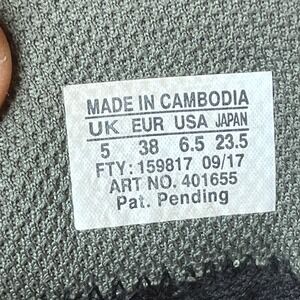 MADE IN CAMBODIA
UK EUR USA JAPAN
5 38 6.5 23.5
FTY: 159817 09/17
ART NO. 401655
Pat. Pending